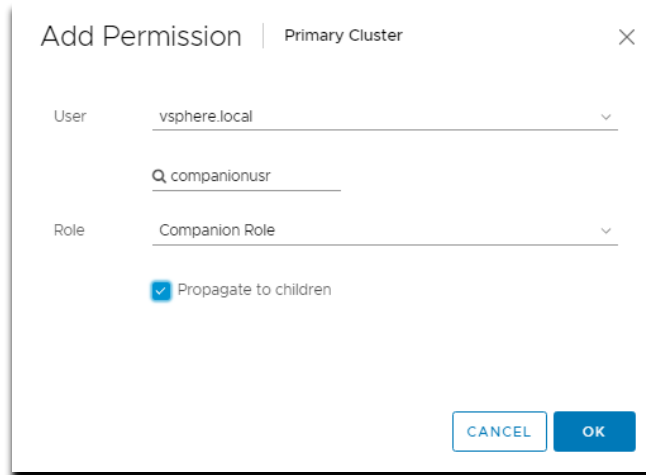 Add Permission Primary Cluster
User vsphere.local
companionusr
Role Companion Role
Propagate to children
CANCEL OK